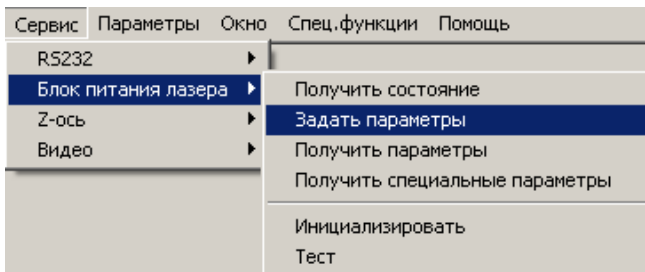 Сервис Параметры Окно Спец.функции Помощь
RS232
Блок питания лазера
Z-ось
Видео
Получить состояние
Задать параметры
Получить параметры
Получить специальные параметры
Инициализировать
Тест